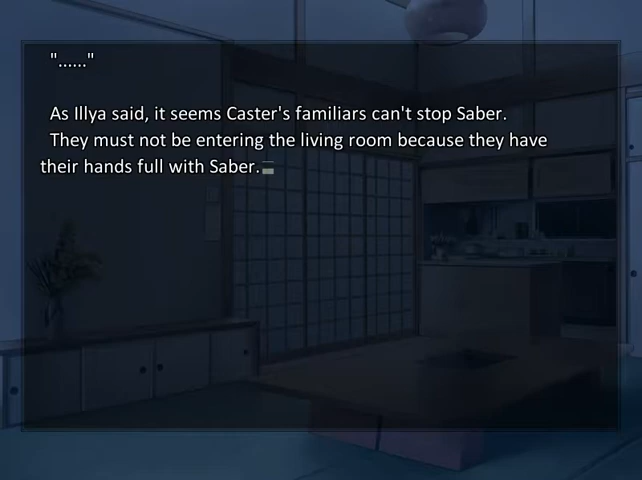 "......"
As Illya said, it seems Caster's familiars can't stop Saber.
They must not be entering the living room because they have
their hands full with Saber.